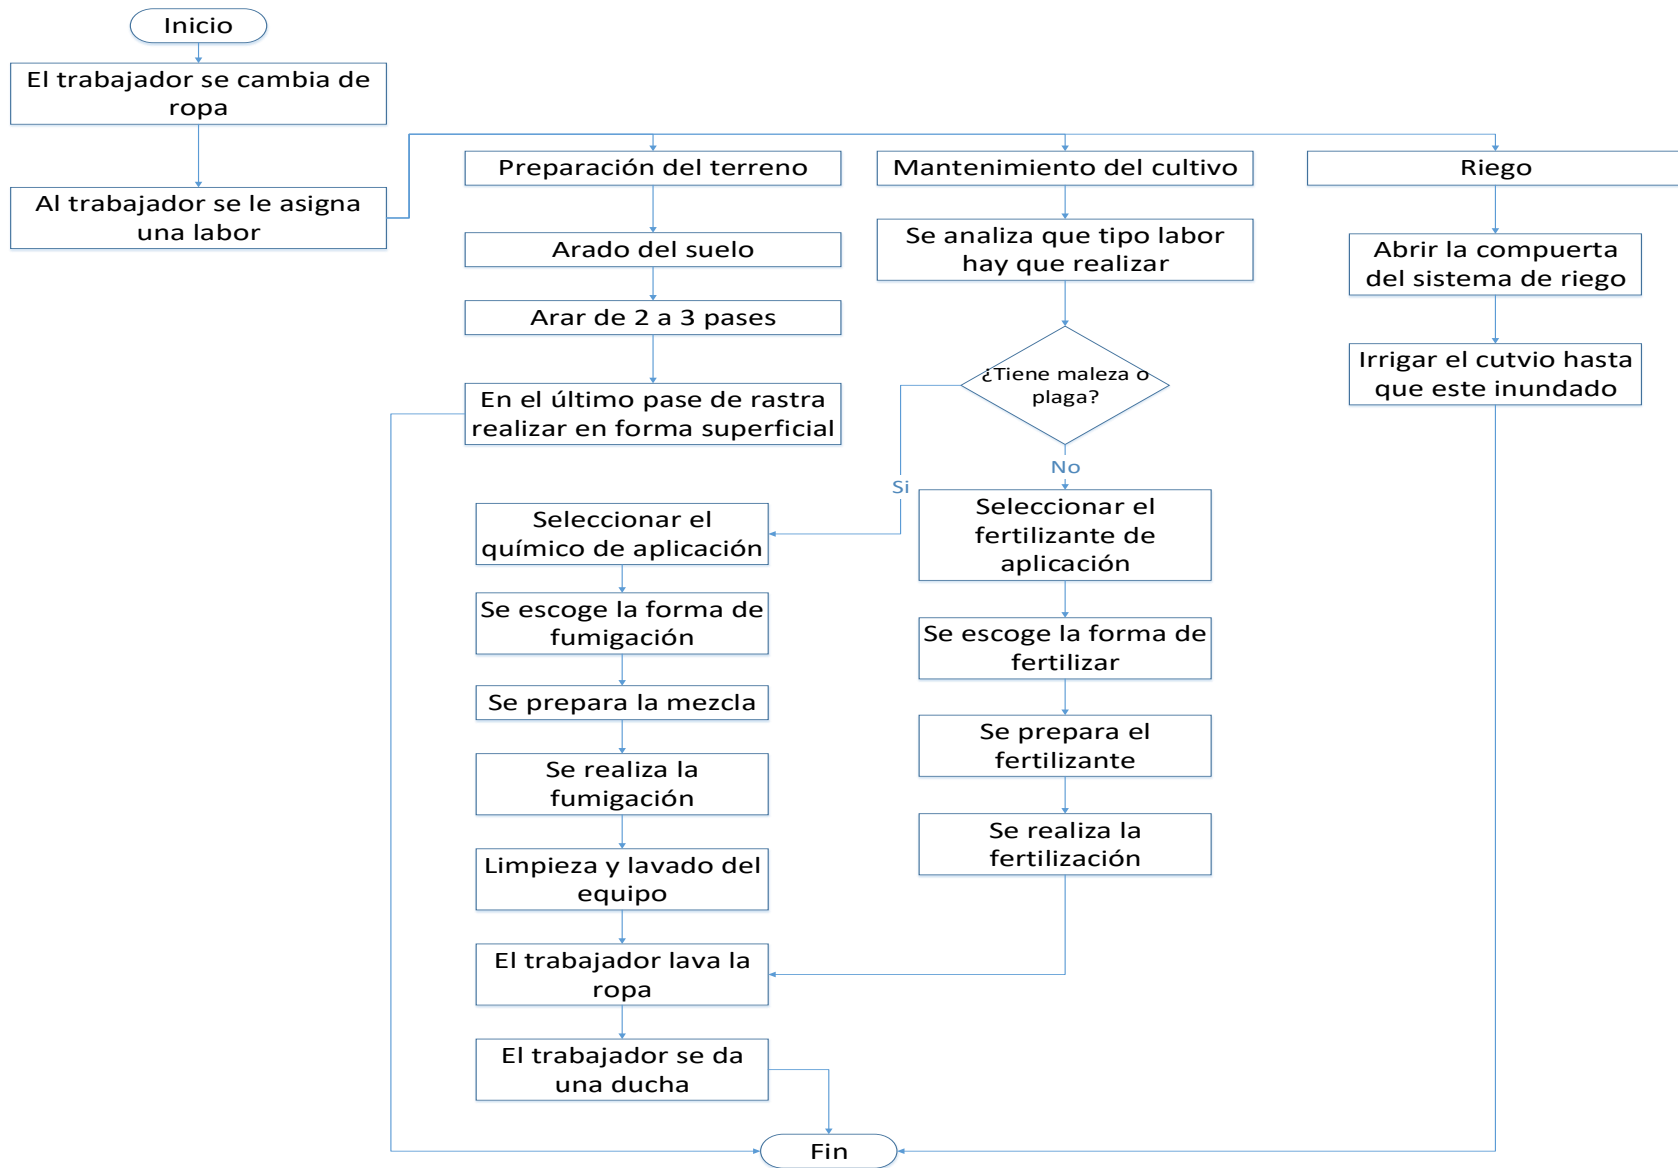 Inicio
El trabajador se cambia de
ropa
Al trabajador se le asigna
una labor
Preparación del terreno
Arado del suelo
Arar de 2 a 3 pases
En el último pase de rastra
realizar en forma superficial
Mantenimiento del cultivo
Se analiza que tipo labor
hay que realizar
¿Tiene maleza o
plaga?
Si
No
Seleccionar el
químico de aplicación
Se escoge la forma de
fumigación
Se prepara la mezcla
Se realiza la
fumigación
Limpieza y lavado del
equipo
El trabajador lava la
ropa
El trabajador se da
una ducha
Seleccionar el
fertilizante de
aplicación
Se escoge la forma de
fertilizar
Se prepara el
fertilizante
Se realiza la
fertilización
Riego
Abrir la compuerta
del sistema de riego
Irrigar el cutvio hasta
que este inundado
Fin